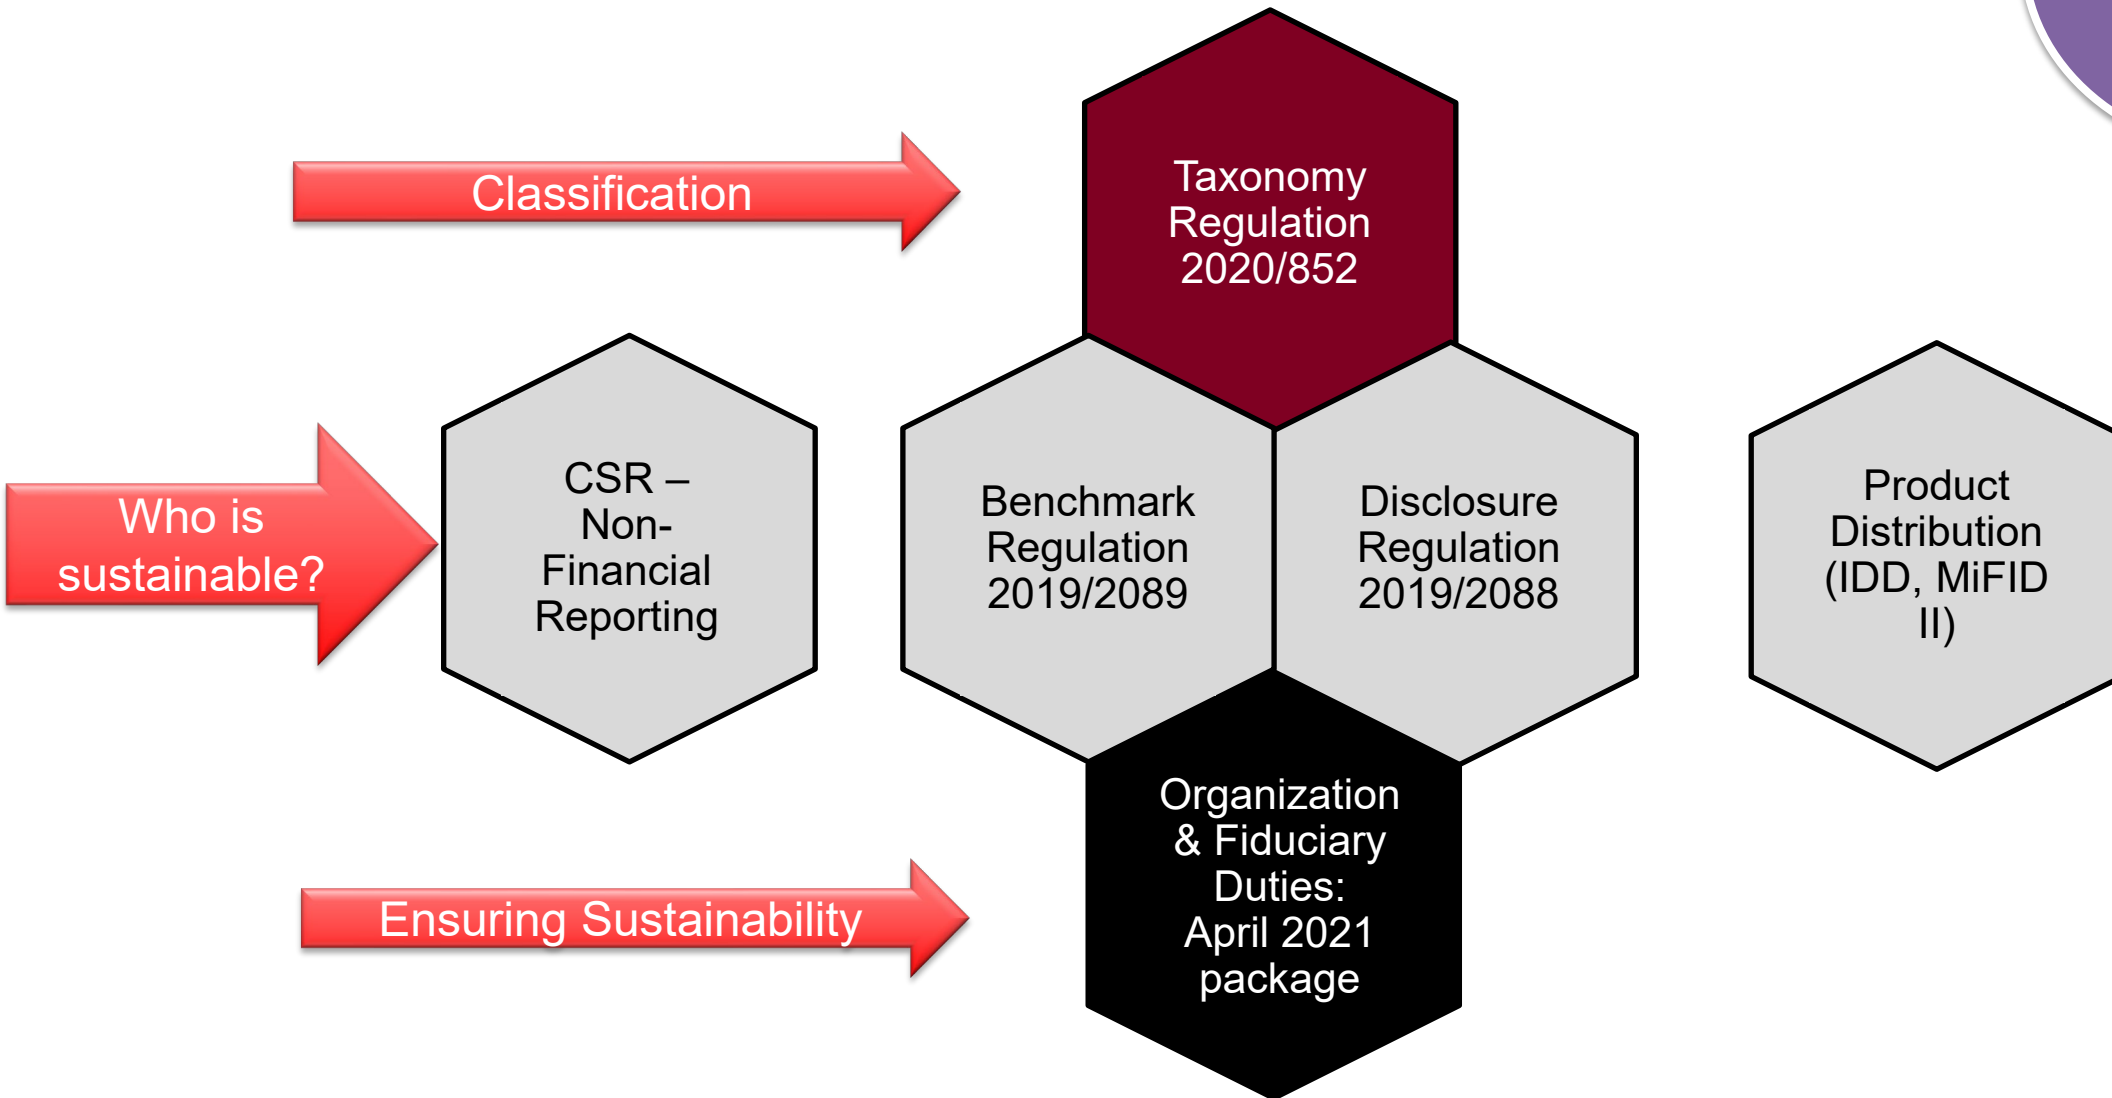 Classification
Taxonomy
Regulation
2020/852
Who is
sustainable?
CSR –
Non-
Financial
Reporting
Benchmark
Regulation
2019/2089
Disclosure
Regulation
2019/2088
Product
Distribution
(IDD, MiFID
II)
Ensuring Sustainability
Organization
& Fiduciary
Duties:
April 2021
package